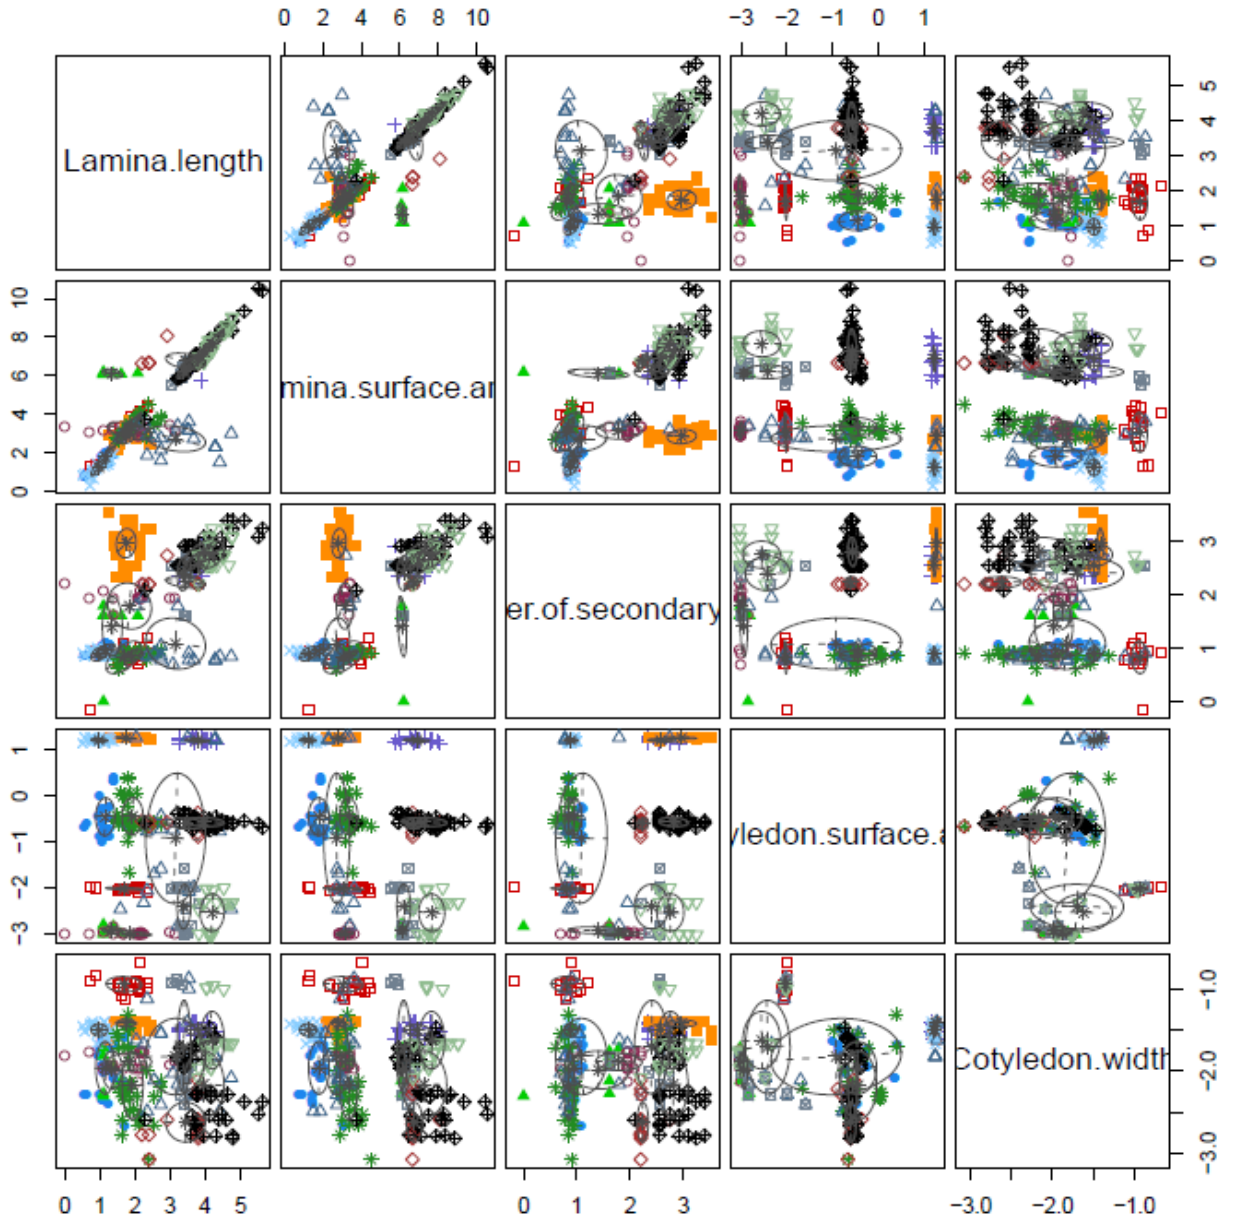 0 2 4 6 8 10 −3 −2 −1 0 1
Lamina.length
0 1 2 3 4 5
mina.surface.ar
0 2 4 6 8 10
er.of.secondary
0 1 2 3
yledon.surface.a
−3 −2 −1 0 1
Cotyledon.width
−3.0 −2.0 −1.0
0 1 2 3 4 5 0 1 2 3 −3.0 −2.0 −1.0